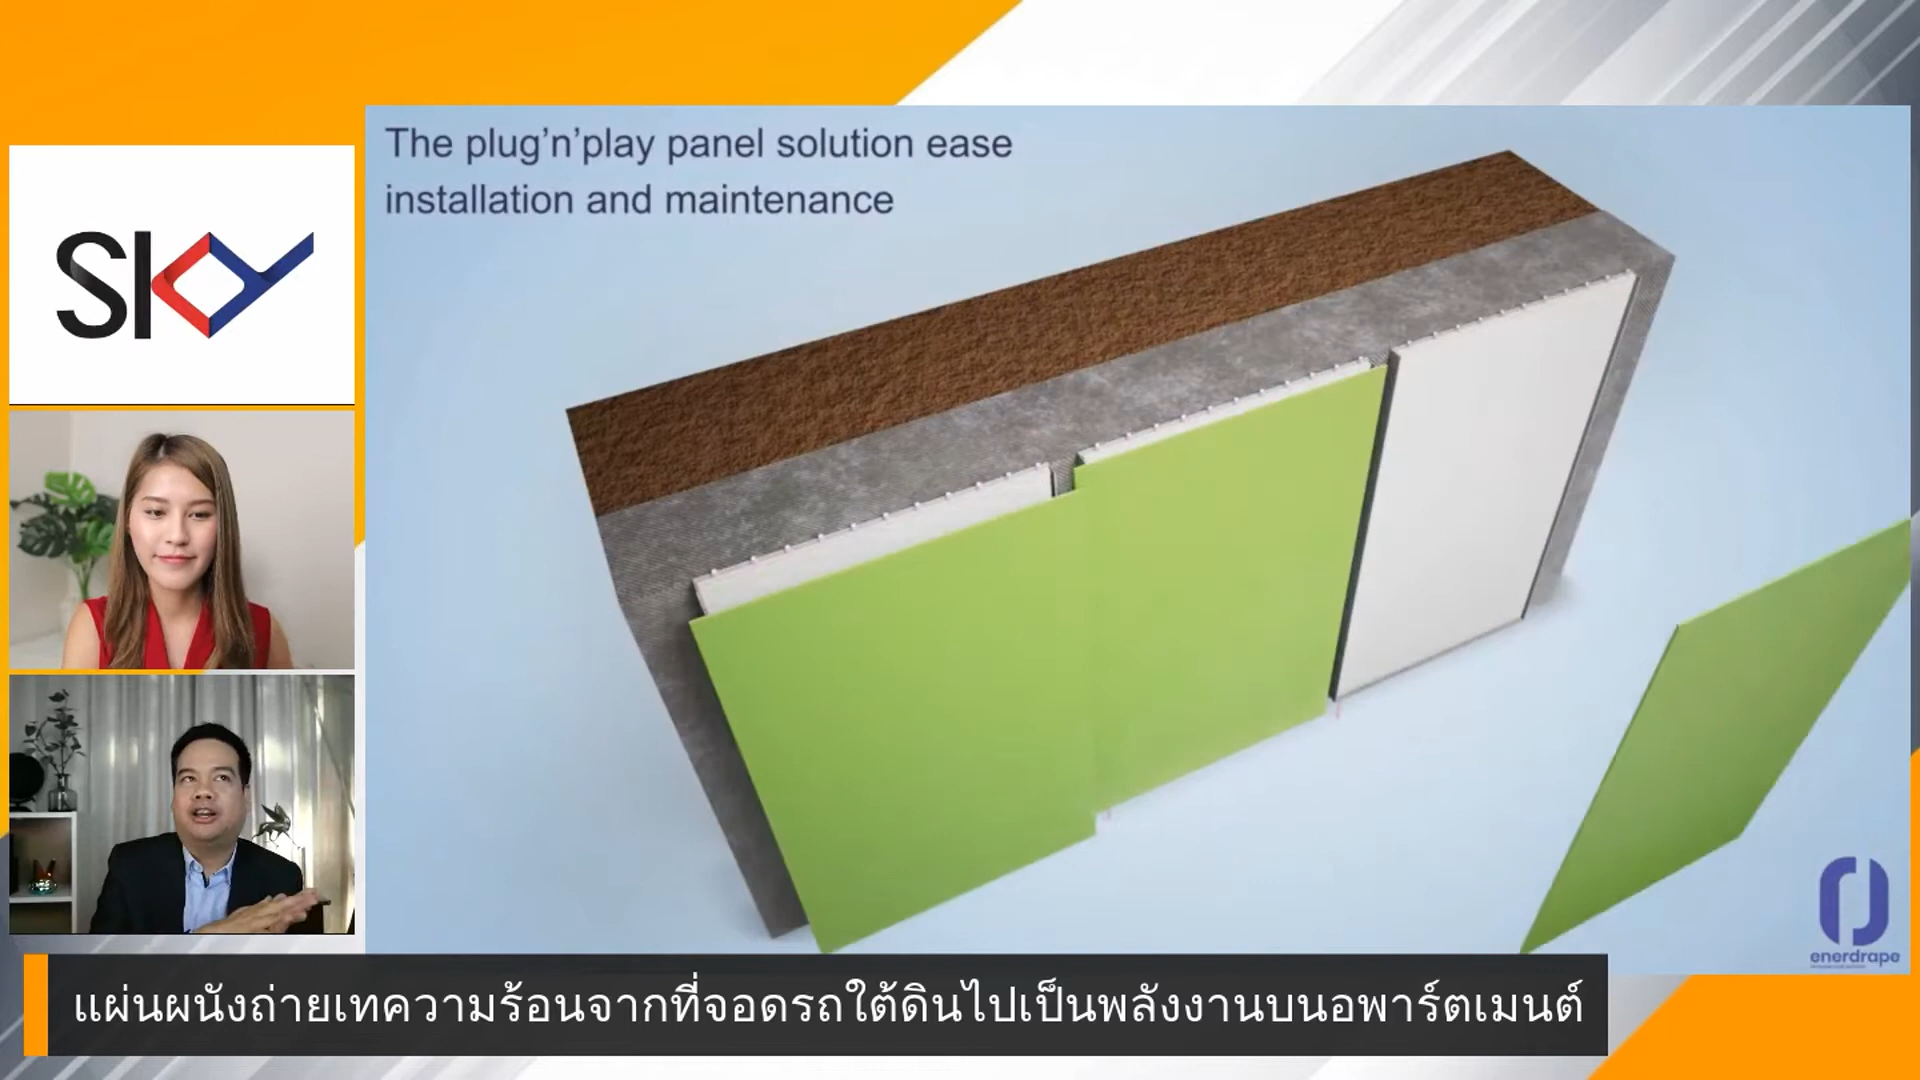 The plug’n’play panel solution ease
installation and maintenance
SKY
enerdrape
แผ่นผนังถ่ายเทความร้อนจากที่จอดรถใต้ดินไปเป็นพลังงานบนอพาร์ตเมนต์